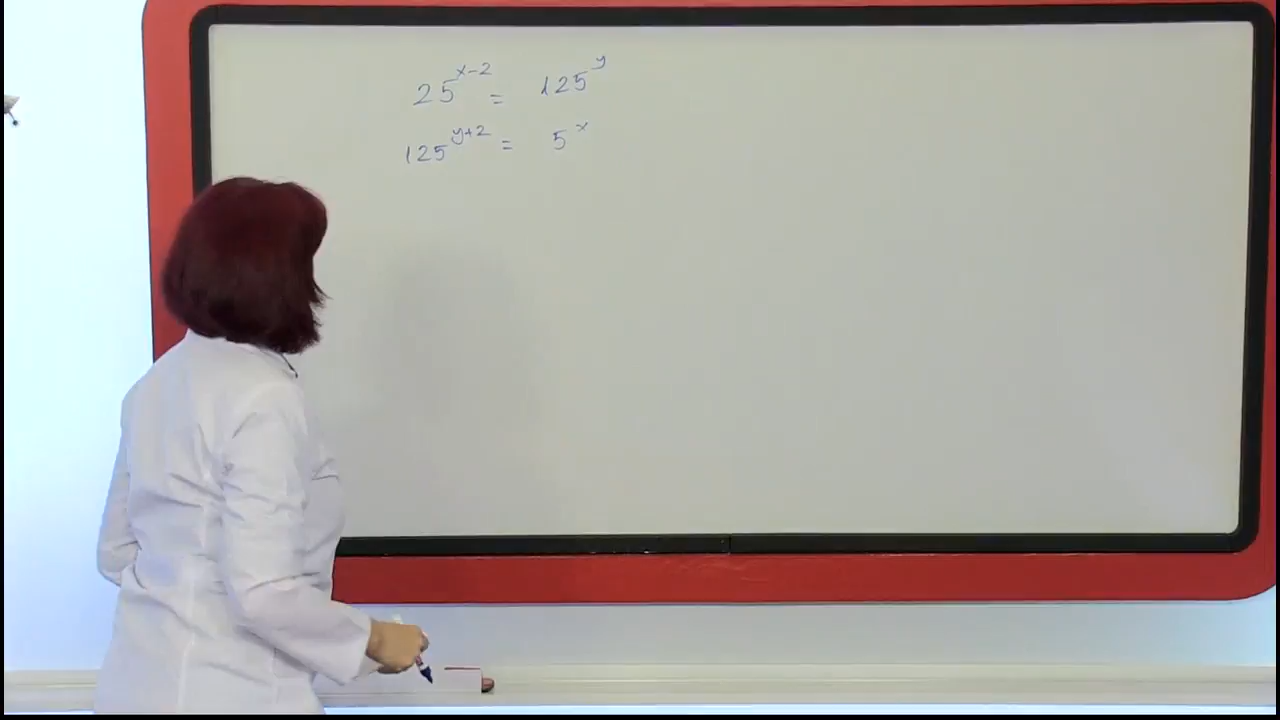 25^{x-2} = 125^{y}
125^{y+2} = 5^{x}